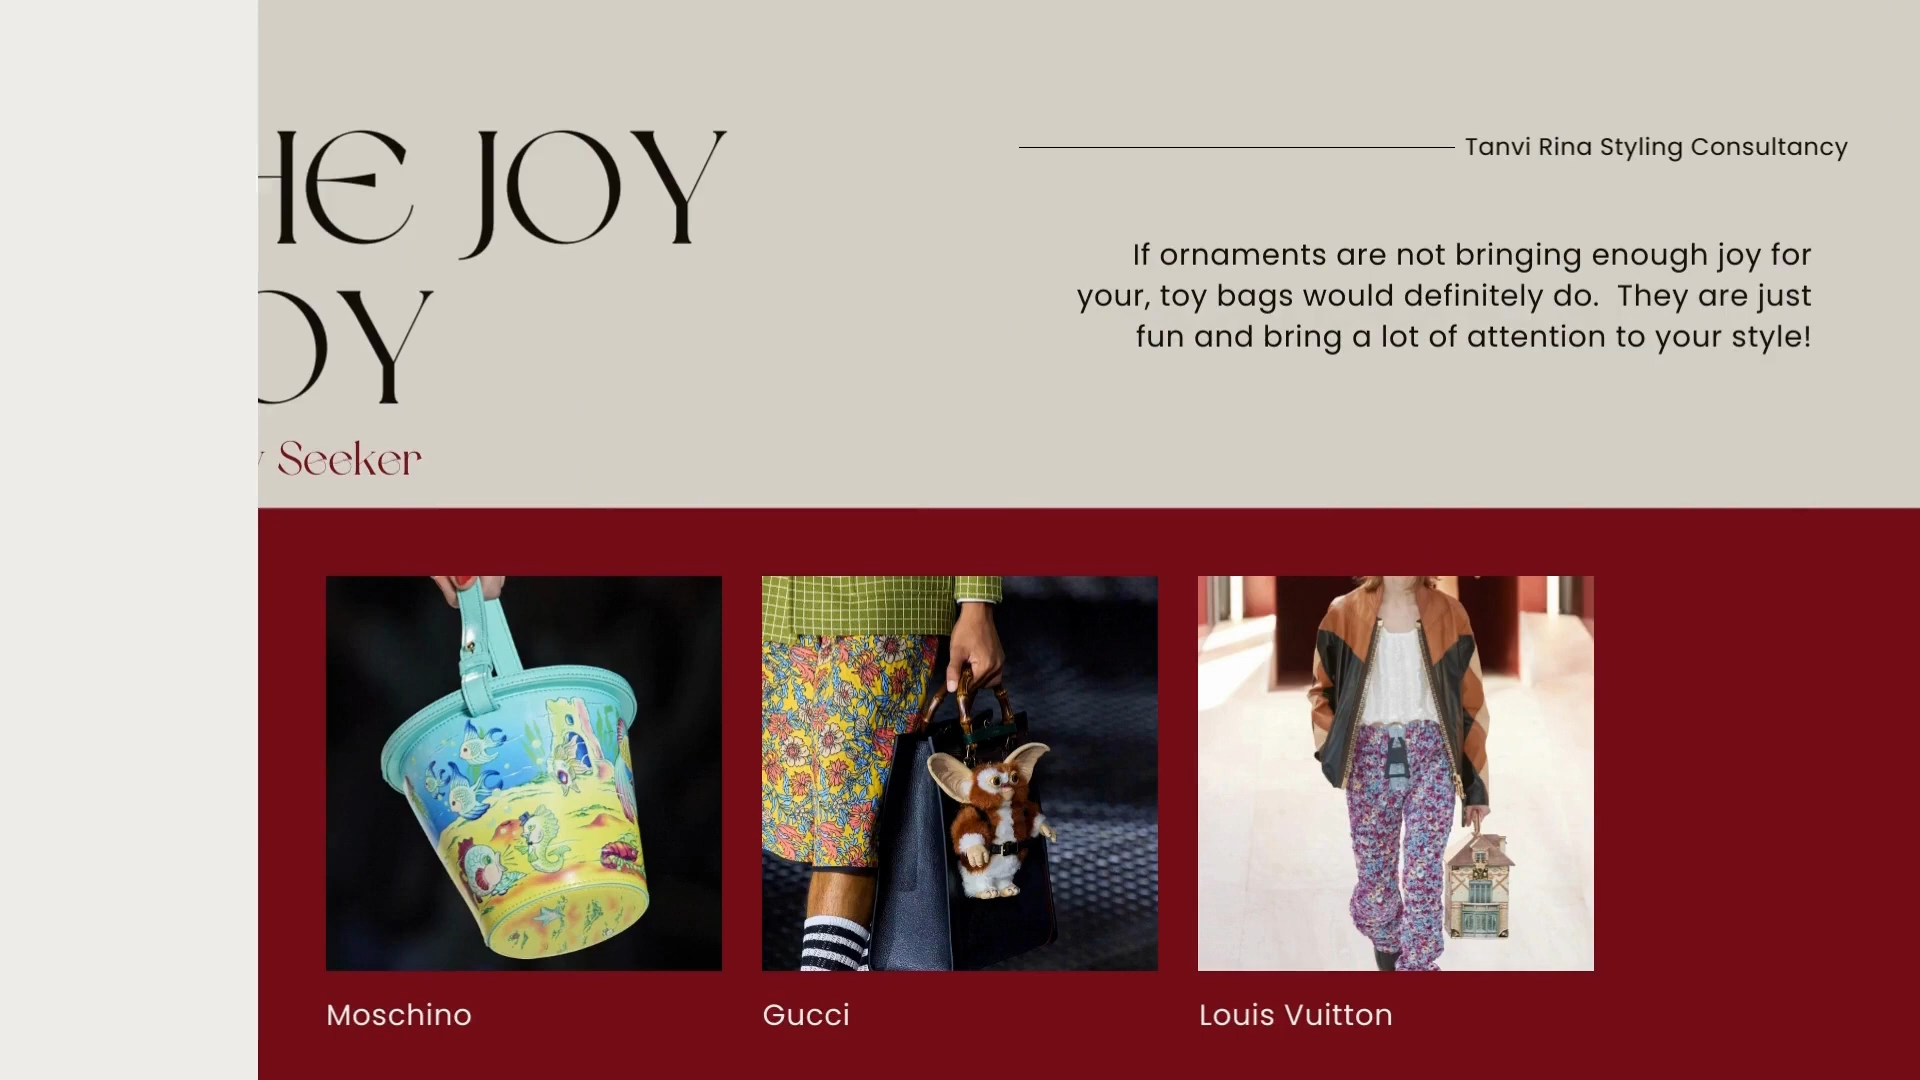 HE JOY
OY
Seeker
Tanvi Rina Styling Consultancy
If ornaments are not bringing enough joy for
your, toy bags would definitely do. They are just
fun and bring a lot of attention to your style!
Moschino
Gucci
Louis Vuitton